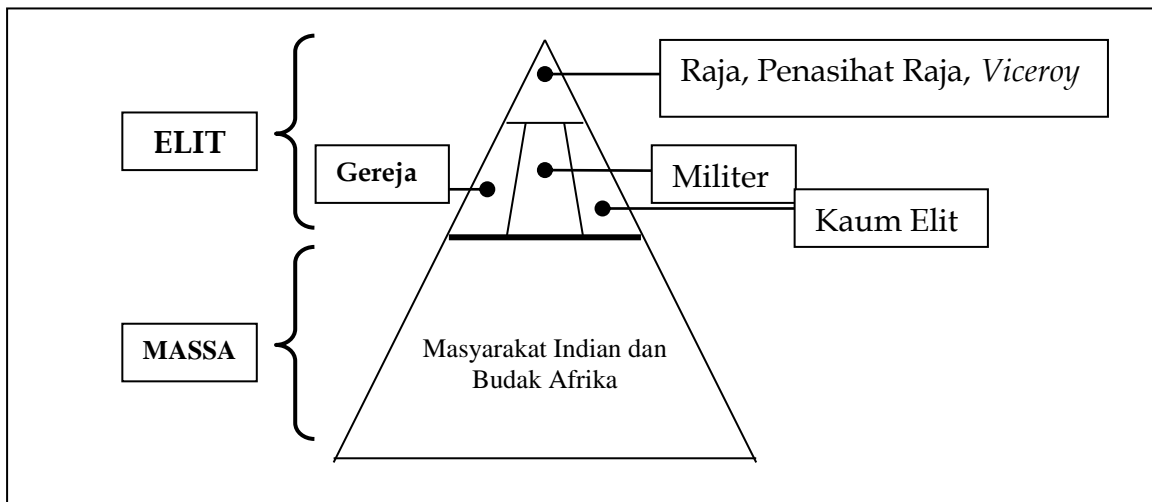 Raja, Penasihat Raja, Viceroy
ELIT
Gereja
Militer
Kaum Elit
MASSA
Masyarakat Indian dan
Budak Afrika